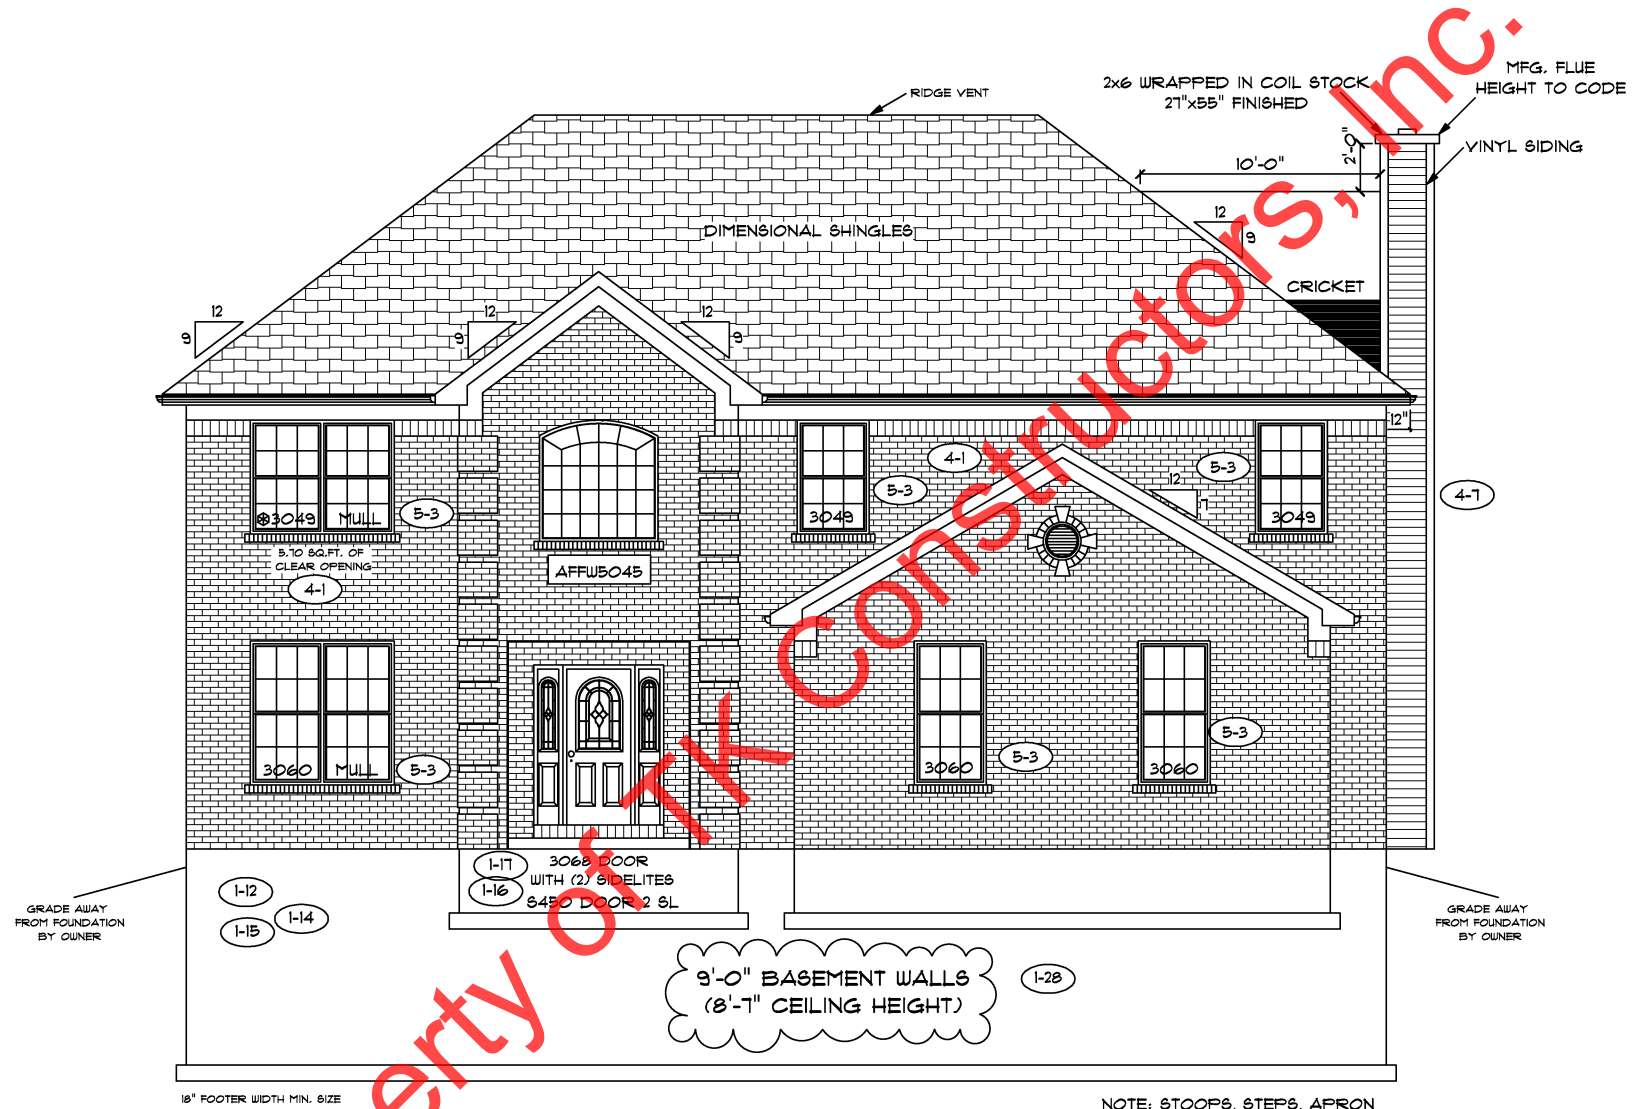 2x6 WRAPPED IN COIL STOCK
27"x55" FINISHED
MFG. FLUE
HEIGHT TO CODE
RIDGE VENT
VINYL SIDING
2'-0"
10'-0"
DIMENSIONAL SHINGLES
12
9
CRICKET
12
9
12
9
12
9
12"
4-1
5-3
5-3
4-7
12
7
✻3049 MULL
5-3
3049
3049
5.70 SQ.FT. OF
CLEAR OPENING
4-1
AFFW5045
3060 MULL
5-3
3060
5-3
3060
5-3
1-17
3068 DOOR
WITH (2) SIDELITES
1-16
S450 DOOR 2 SL
1-12
1-14
1-15
GRADE AWAY
FROM FOUNDATION
BY OWNER
GRADE AWAY
FROM FOUNDATION
BY OWNER
9'-0" BASEMENT WALLS
(8'-7" CEILING HEIGHT)
1-28
18" FOOTER WIDTH MIN. SIZE
NOTE: STOOPS, STEPS, APRON
erty of TK Constructors, Inc.